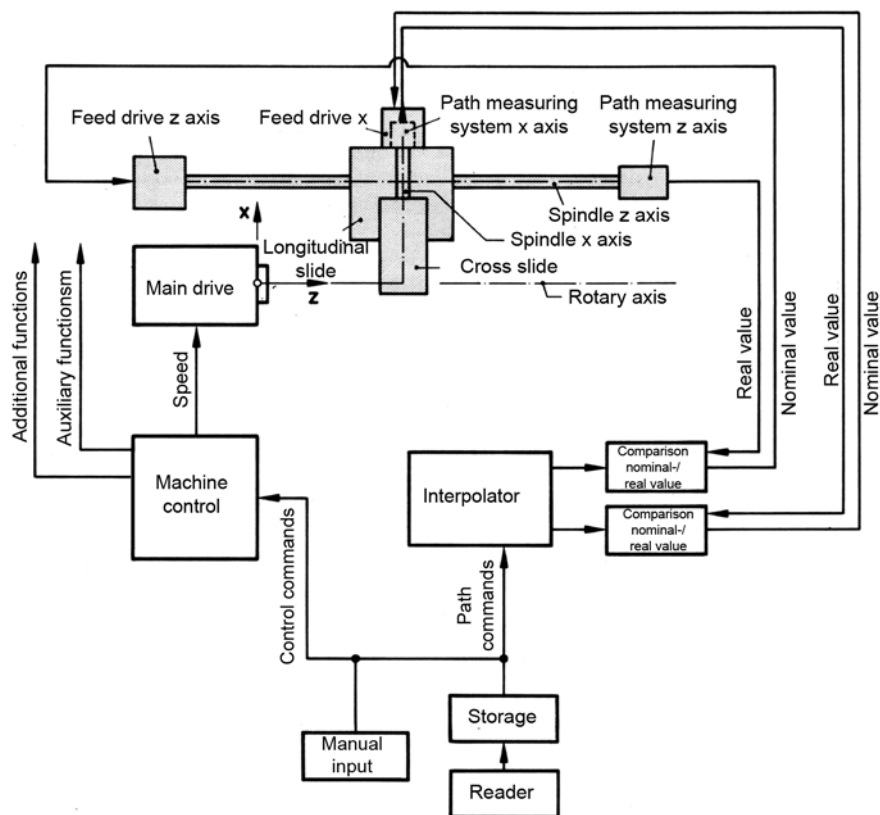 Feed drive z axis
Feed drive x
Path measuring
system x axis
Path measuring
system z axis
x
Spindle z axis
Spindle x axis
Longitudinal
slide
Cross slide
z
Rotary axis
Main drive
Additional functions
Auxiliary functionsm
Speed
Real value
Nominal value
Real value
Nominal value
Machine
control
Interpolator
Comparison
nominal-/
real value
Comparison
nominal-/
real value
Control commands
Path
commands
Storage
Manual
input
Reader